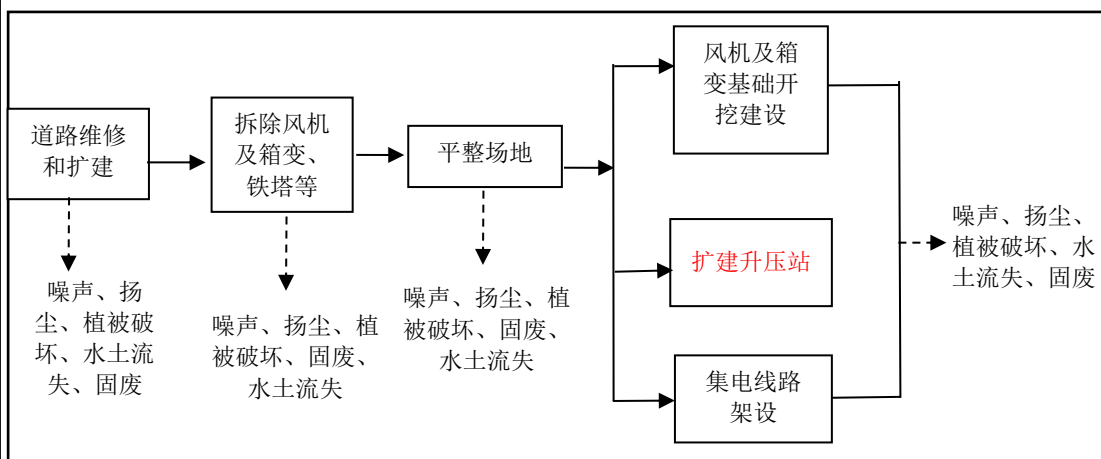 道路维修
和扩建
噪声、扬
尘、植被破
坏、水土流
失、固废
拆除风机
及箱变、
铁塔等
噪声、扬尘、植
被破坏、固废、
水土流失
平整场地
噪声、扬尘、植
被破坏、固废、
水土流失
风机及箱
变基础开
挖建设
扩建升压站
集电线路
架设
噪声、扬尘、
植被破坏、水
土流失、固废